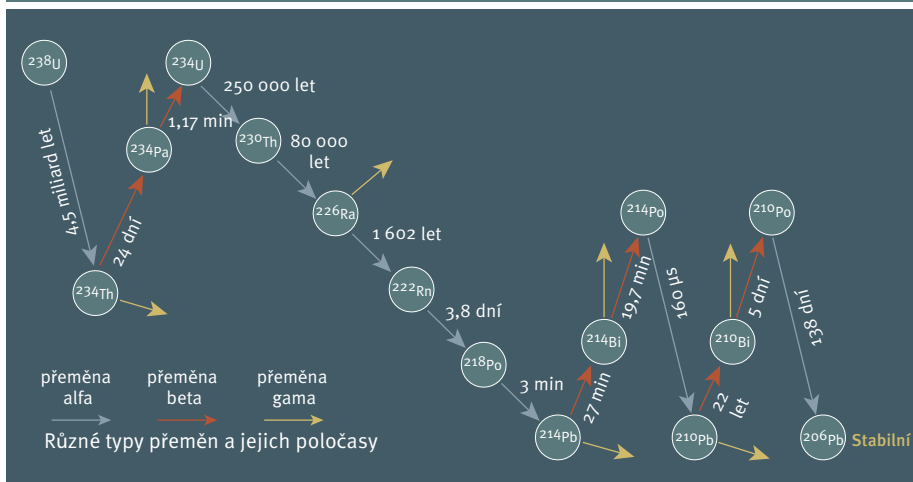 238U
4,5 miliard let
234Th
24 dní
234Pa
1,17 min
234U
250 000 let
230Th
80 000
let
226Ra
1 602 let
222Rn
3,8 dní
218Po
3 min
214Pb
27 min
214Bi
19,7 min
214Po
160 µs
210Pb
22
let
210Bi
5 dní
210Po
138 dní
206Pb Stabilní
přeměna
alfa
přeměna
beta
přeměna
gama
Různé typy přeměn a jejich poločasy